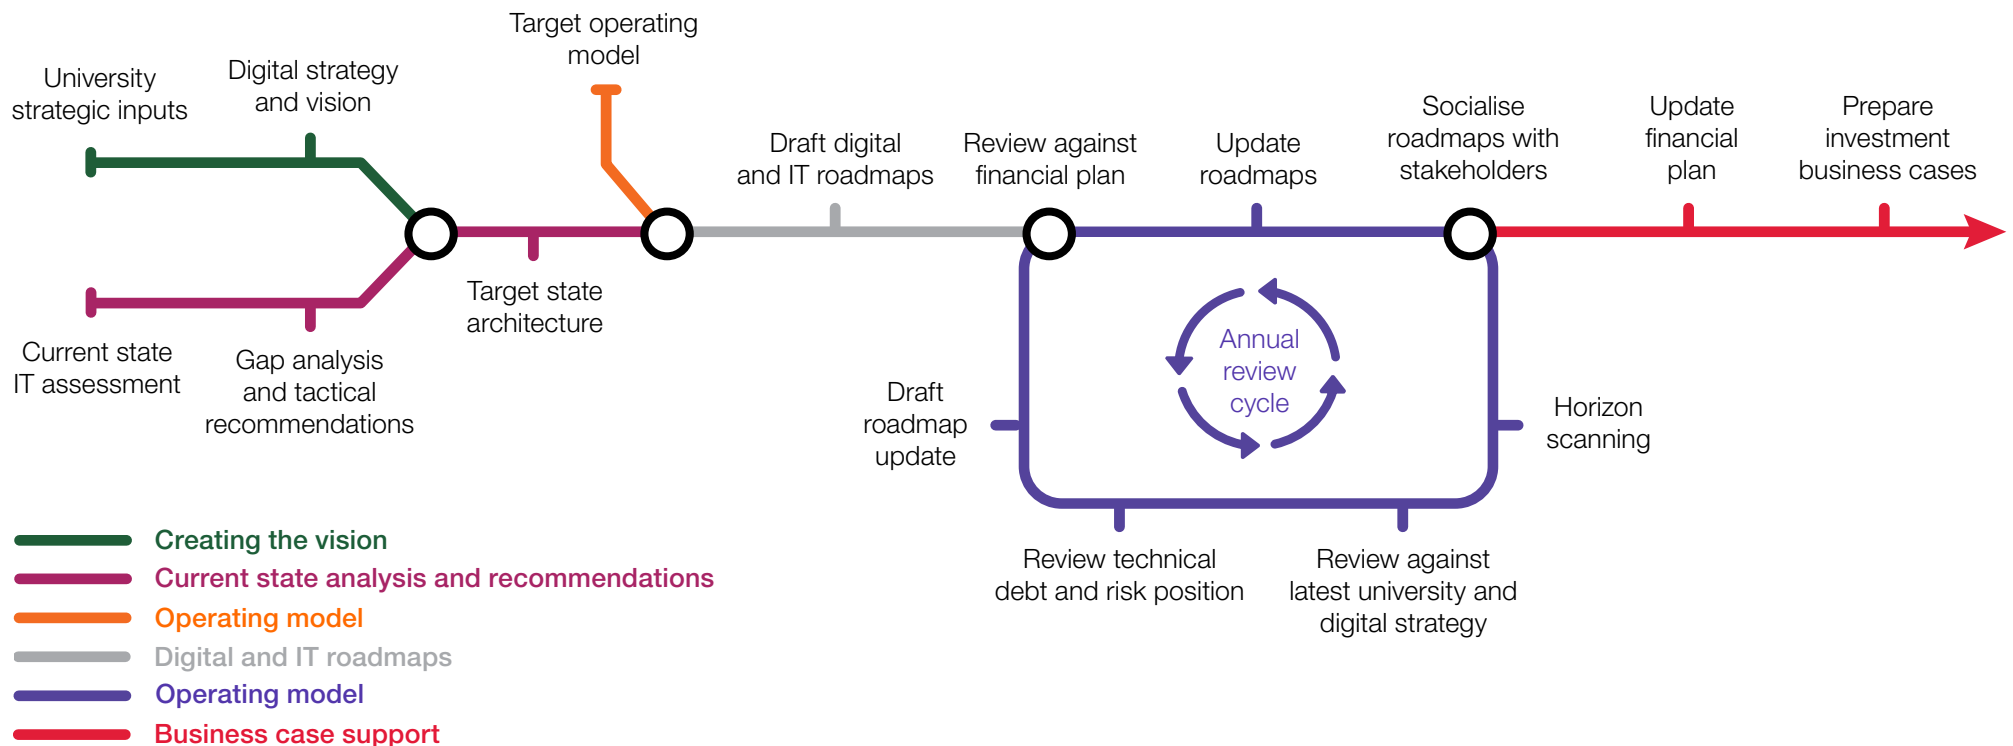 University
strategic inputs
Digital strategy
and vision
Target operating
model
Draft digital
and IT roadmaps
Review against
financial plan
Update
roadmaps
Socialise
roadmaps with
stakeholders
Update
financial
plan
Prepare
investment
business cases
Current state
IT assessment
Gap analysis
and tactical
recommendations
Target state
architecture
Annual
review
cycle
Draft
roadmap
update
Horizon
scanning
Review technical
debt and risk position
Review against
latest university and
digital strategy
Creating the vision
Current state analysis and recommendations
Operating model
Digital and IT roadmaps
Operating model
Business case support